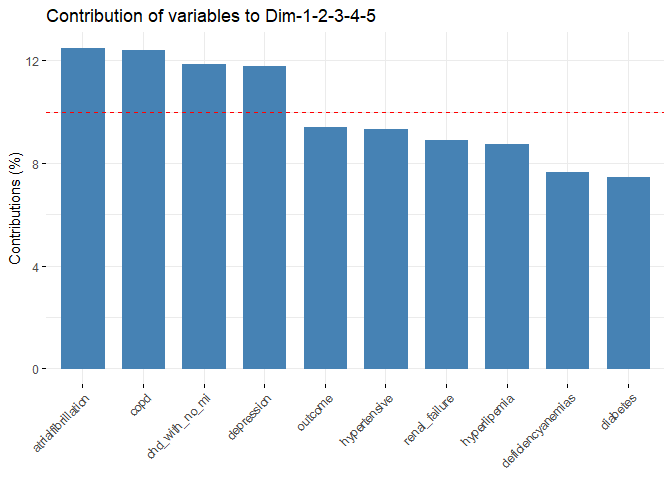 Contribution of variables to Dim-1-2-3-4-5
Contributions (%)
12
8
4
0
atrialfibrillation
copd
chd_with_no_mi
depression
outcome
hypertensive
renal_failure
hyperlipemia
deficiencyanemias
diabetes